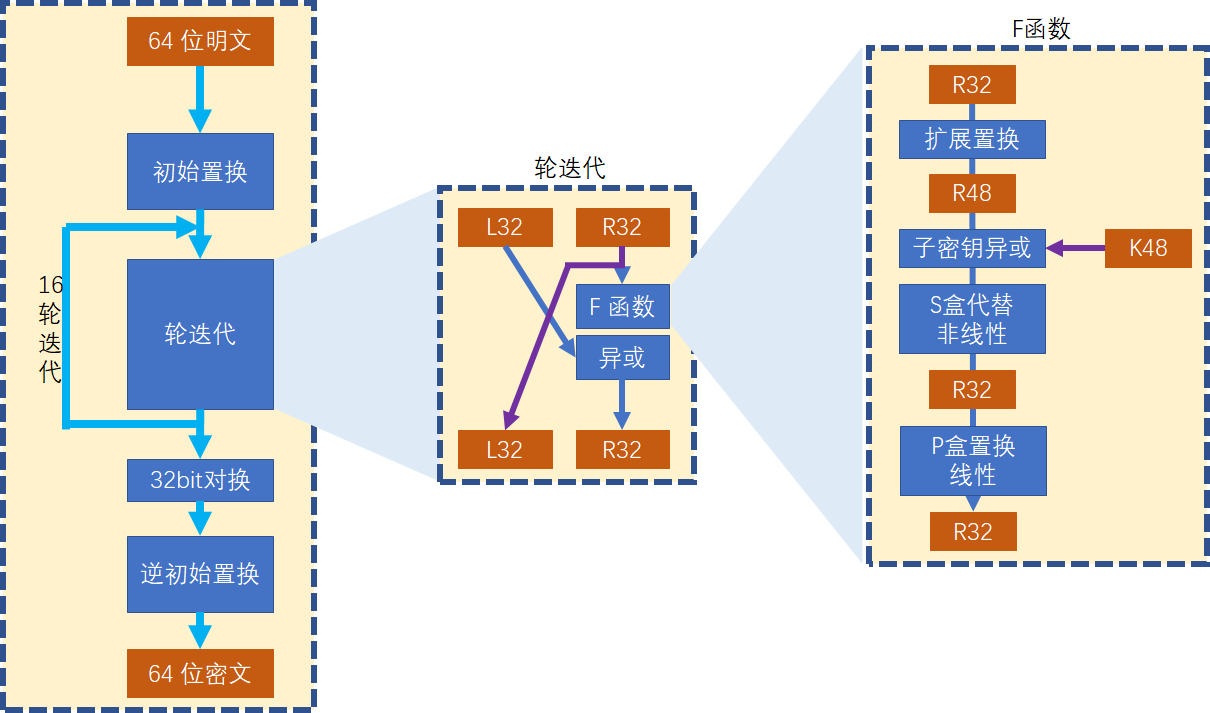 64 位明文
初始置换
16
轮
迭
代
轮迭代
32bit对换
逆初始置换
64 位密文
轮迭代
L32
R32
F 函数
异或
L32
R32
F函数
R32
扩展置换
R48
子密钥异或
K48
S盒代替
非线性
R32
P盒置换
线性
R32